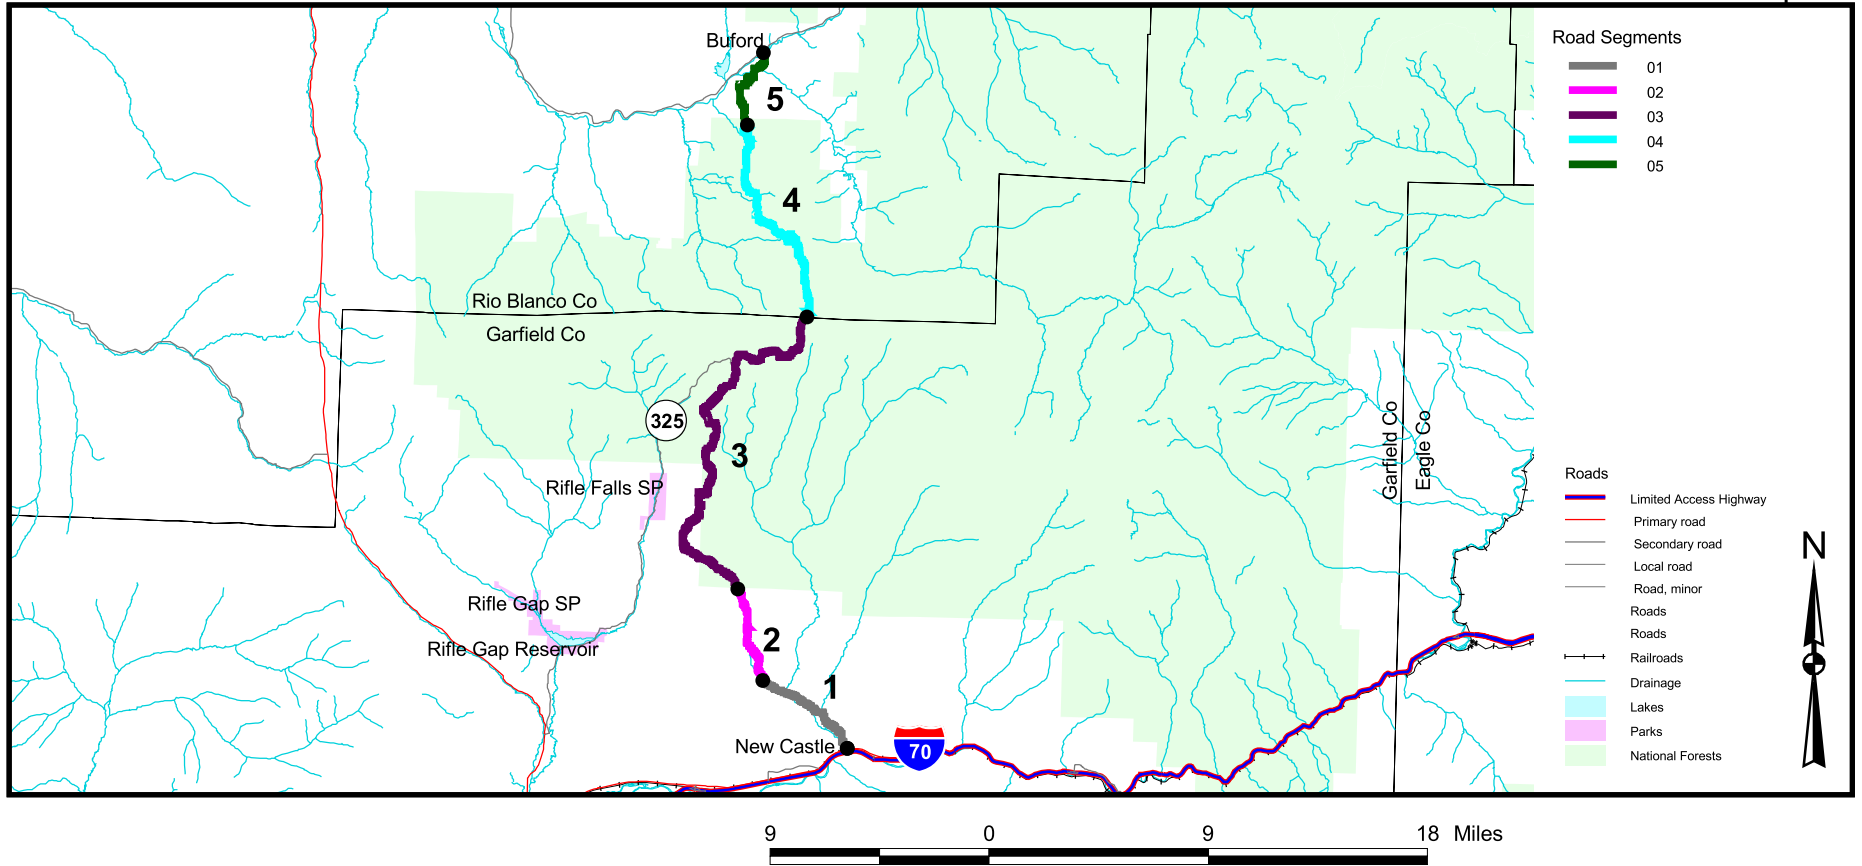 Buford
5
4
Rio Blanco Co
Garfield Co
325
3
Rifle Falls SP
Garfield Co
Eagle Co
Rifle Gap SP
Rifle Gap Reservoir
2
1
New Castle
70
Road Segments
01
02
03
04
05
Roads
Limited Access Highway
Primary road
Secondary road
Local road
Road, minor
Roads
Roads
Railroads
Drainage
Lakes
Parks
National Forests
N
9 0 9 18 Miles